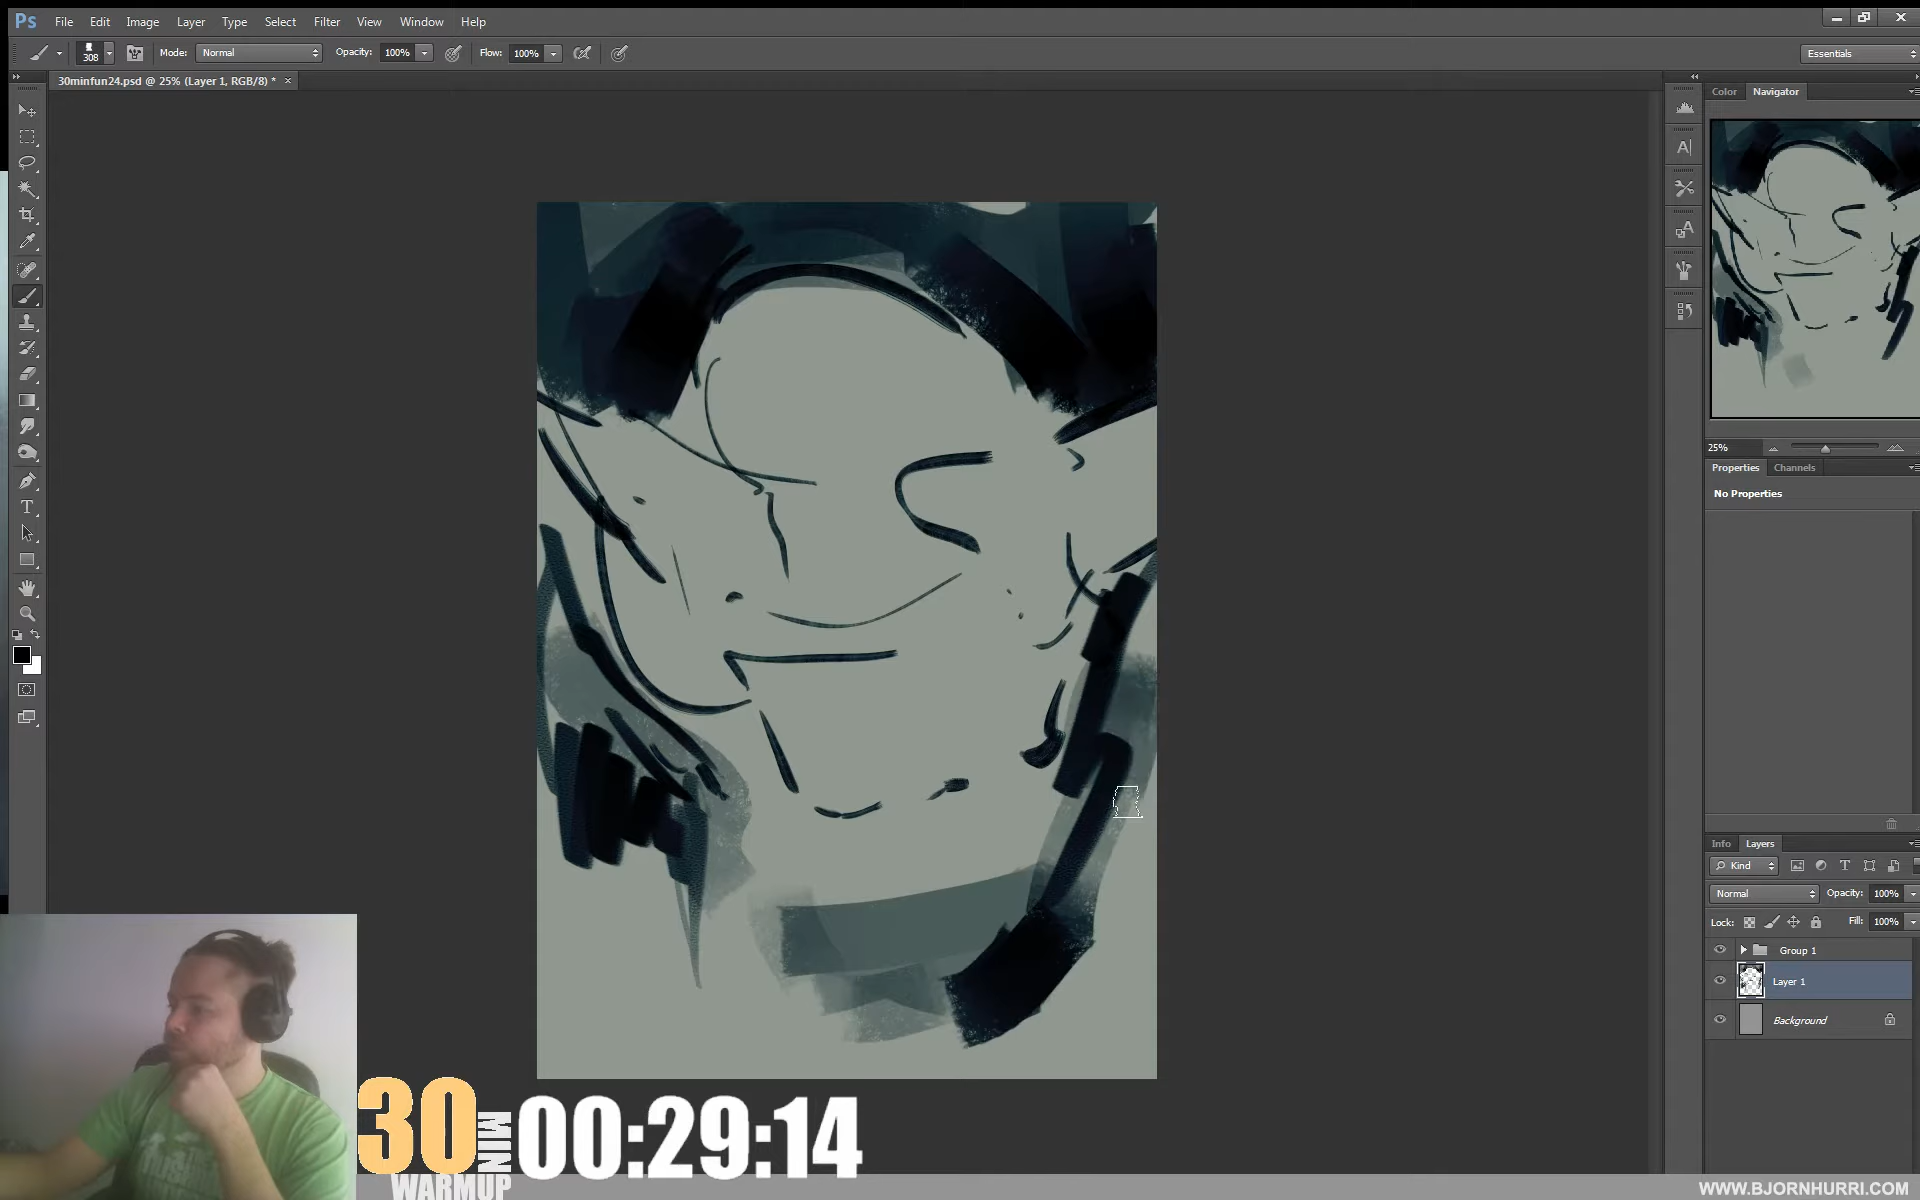 Ps File Edit Image Layer Type Select Filter View Window Help
308 Mode: Normal Opacity: 100% Flow: 100% Essentials
30minfun24.psd @ 25% (Layer 1, RGB/8) * ×
Color Navigator
25%
Properties Channels
No Properties
Info Layers
Kind
Normal Opacity: 100%
Lock: Fill: 100%
Group 1
Layer 1
Background
30 MIN WARMUP
00:29:14
WWW.BJORNHURRI.COM